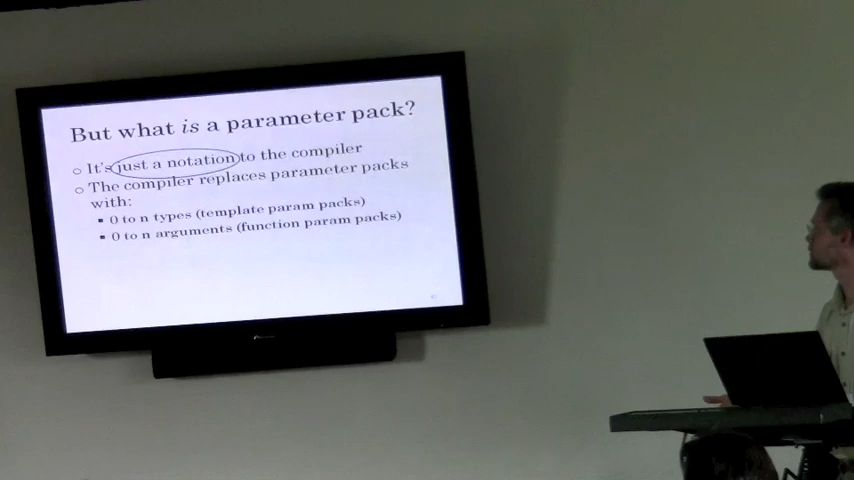 But what is a parameter pack?
It's just a notation to the compiler
The compiler replaces parameter packs
with:
0 to n types (template param packs)
0 to n arguments (function param packs)